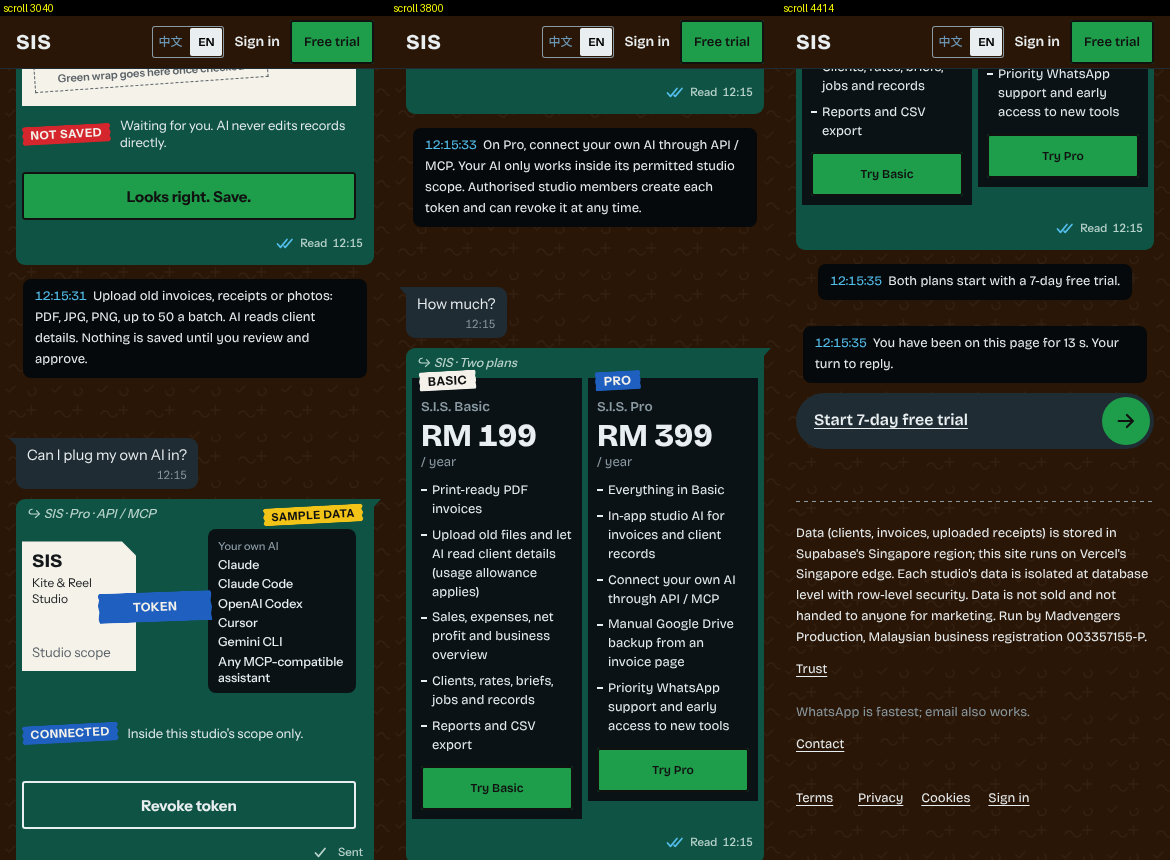 scroll 3040
SIS
中文 EN Sign in Free trial
NOT SAVED
Waiting for you. AI never edits records
directly.
Looks right. Save.
Read 12:15
12:15:31 Upload old invoices, receipts or photos:
PDF, JPG, PNG, up to 50 a batch. AI reads client
details. Nothing is saved until you review and
approve.
Can I plug my own AI in?
12:15
↪ SIS · Pro · API / MCP
SAMPLE DATA
SIS
Kite & Reel
Studio
Studio scope
TOKEN
Your own AI
Claude
Claude Code
OpenAI Codex
Cursor
Gemini CLI
Any MCP-compatible
assistant
CONNECTED
Inside this studio's scope only.
Revoke token
Sent
scroll 3800
SIS
中文 EN Sign in Free trial
Read 12:15
12:15:33 On Pro, connect your own AI through API /
MCP. Your AI only works inside its permitted studio
scope. Authorised studio members create each
token and can revoke it at any time.
How much?
12:15
↪ SIS · Two plans
BASIC
S.I.S. Basic
RM 199
/ year
– Print-ready PDF
invoices
– Upload old files and let
AI read client details
(usage allowance
applies)
– Sales, expenses, net
profit and business
overview
– Clients, rates, briefs,
jobs and records
– Reports and CSV
export
Try Basic
PRO
S.I.S. Pro
RM 399
/ year
– Everything in Basic
– In-app studio AI for
invoices and client
records
– Connect your own AI
through API / MCP
– Manual Google Drive
backup from an
invoice page
– Priority WhatsApp
support and early
access to new tools
Try Pro
Read 12:15
scroll 4414
SIS
中文 EN Sign in Free trial
jobs and records
– Reports and CSV
export
Try Basic
– Priority WhatsApp
support and early
access to new tools
Try Pro
Read 12:15
12:15:35 Both plans start with a 7-day free trial.
12:15:35 You have been on this page for 13 s. Your
turn to reply.
Start 7-day free trial
Data (clients, invoices, uploaded receipts) is stored in
Supabase's Singapore region; this site runs on Vercel's
Singapore edge. Each studio's data is isolated at database
level with row-level security. Data is not sold and not
handed to anyone for marketing. Run by Madvengers
Production, Malaysian business registration 003357155-P.
Trust
WhatsApp is fastest; email also works.
Contact
Terms Privacy Cookies Sign in